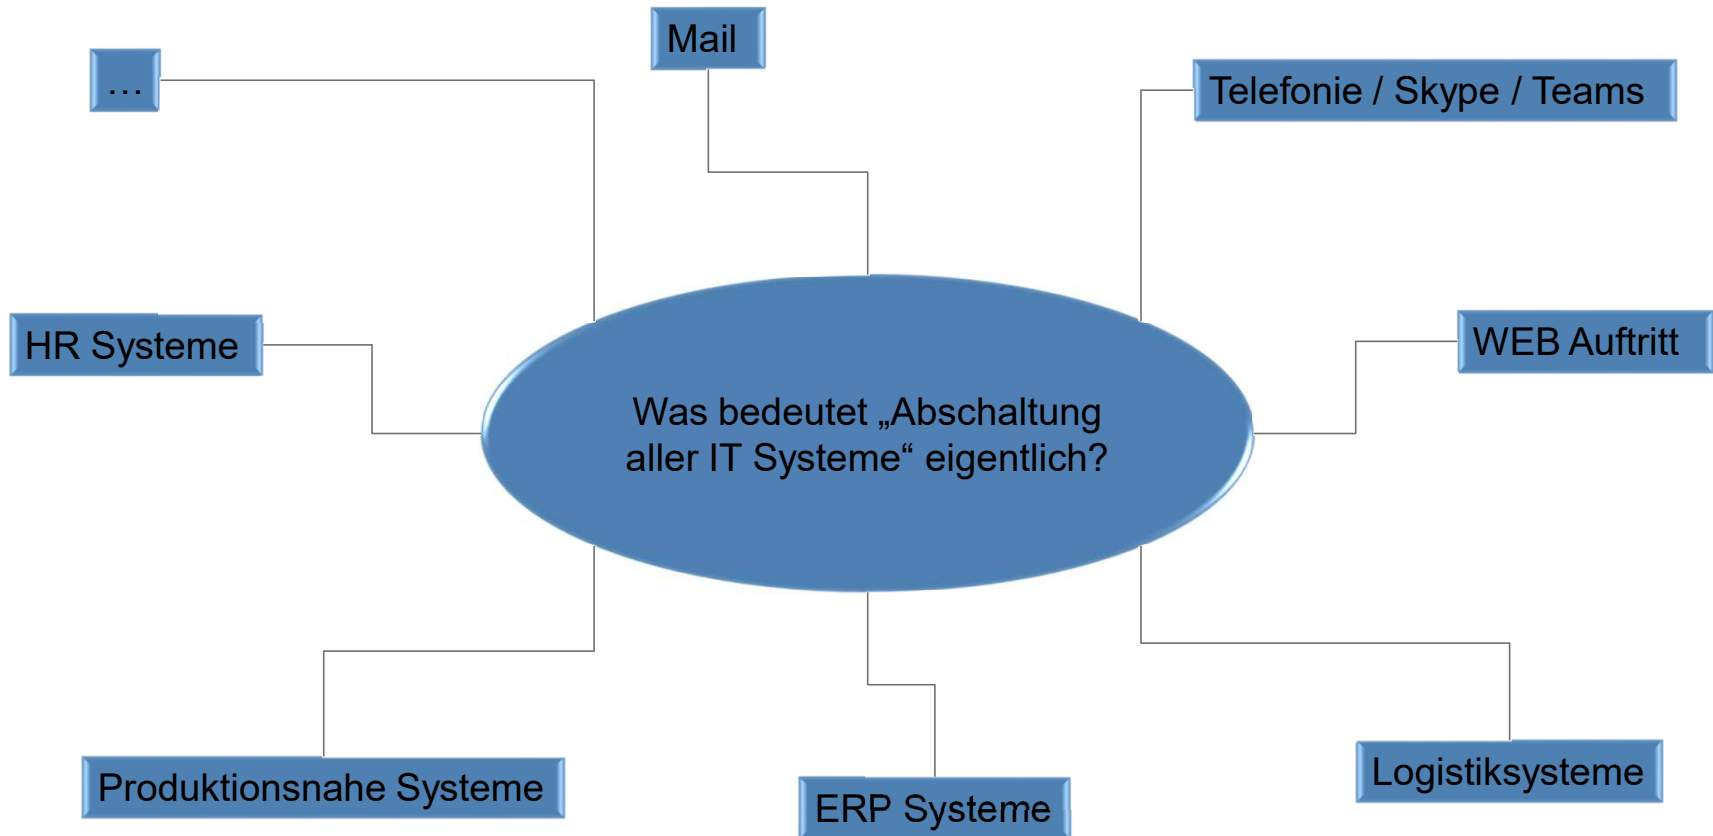 Mail
…
Telefonie / Skype / Teams
HR Systeme
WEB Auftritt
Was bedeutet „Abschaltung
aller IT Systeme“ eigentlich?
Produktionsnahe Systeme
ERP Systeme
Logistiksysteme